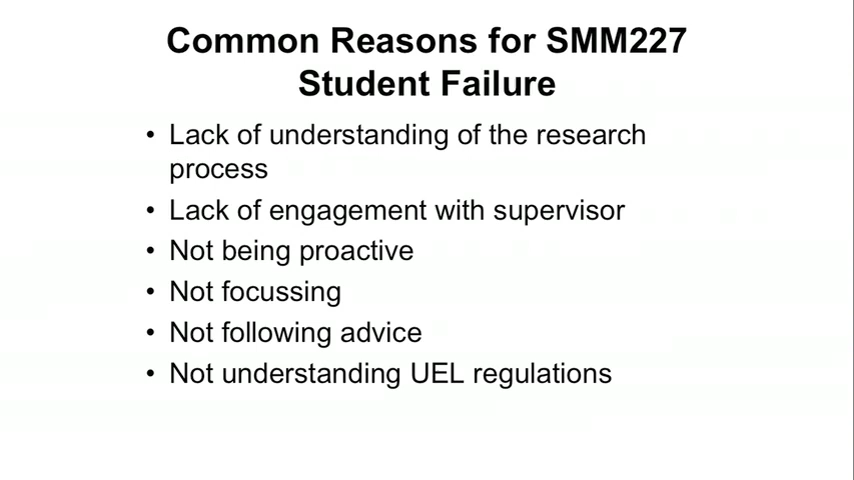 Common Reasons for SMM227
Student Failure
• Lack of understanding of the research
process
• Lack of engagement with supervisor
• Not being proactive
• Not focussing
• Not following advice
• Not understanding UEL regulations